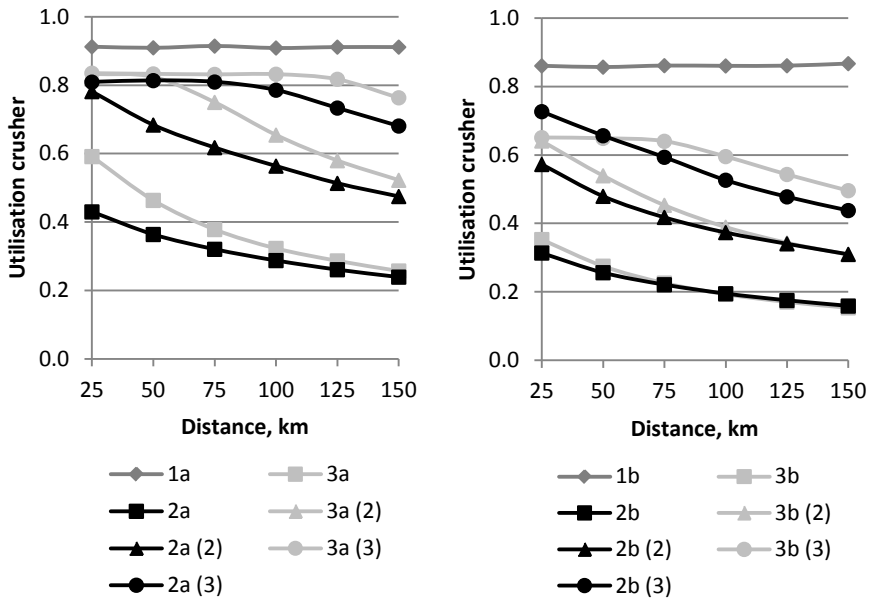 1.0
0.8
0.6
0.4
0.2
0.0
Utilisation crusher
25 50 75 100 125 150
Distance, km
1a 3a
2a 3a (2)
2a (2) 3a (3)
2a (3)
1.0
0.8
0.6
0.4
0.2
0.0
Utilisation crusher
25 50 75 100 125 150
Distance, km
1b 3b
2b 3b (2)
2b (2) 3b (3)
2b (3)